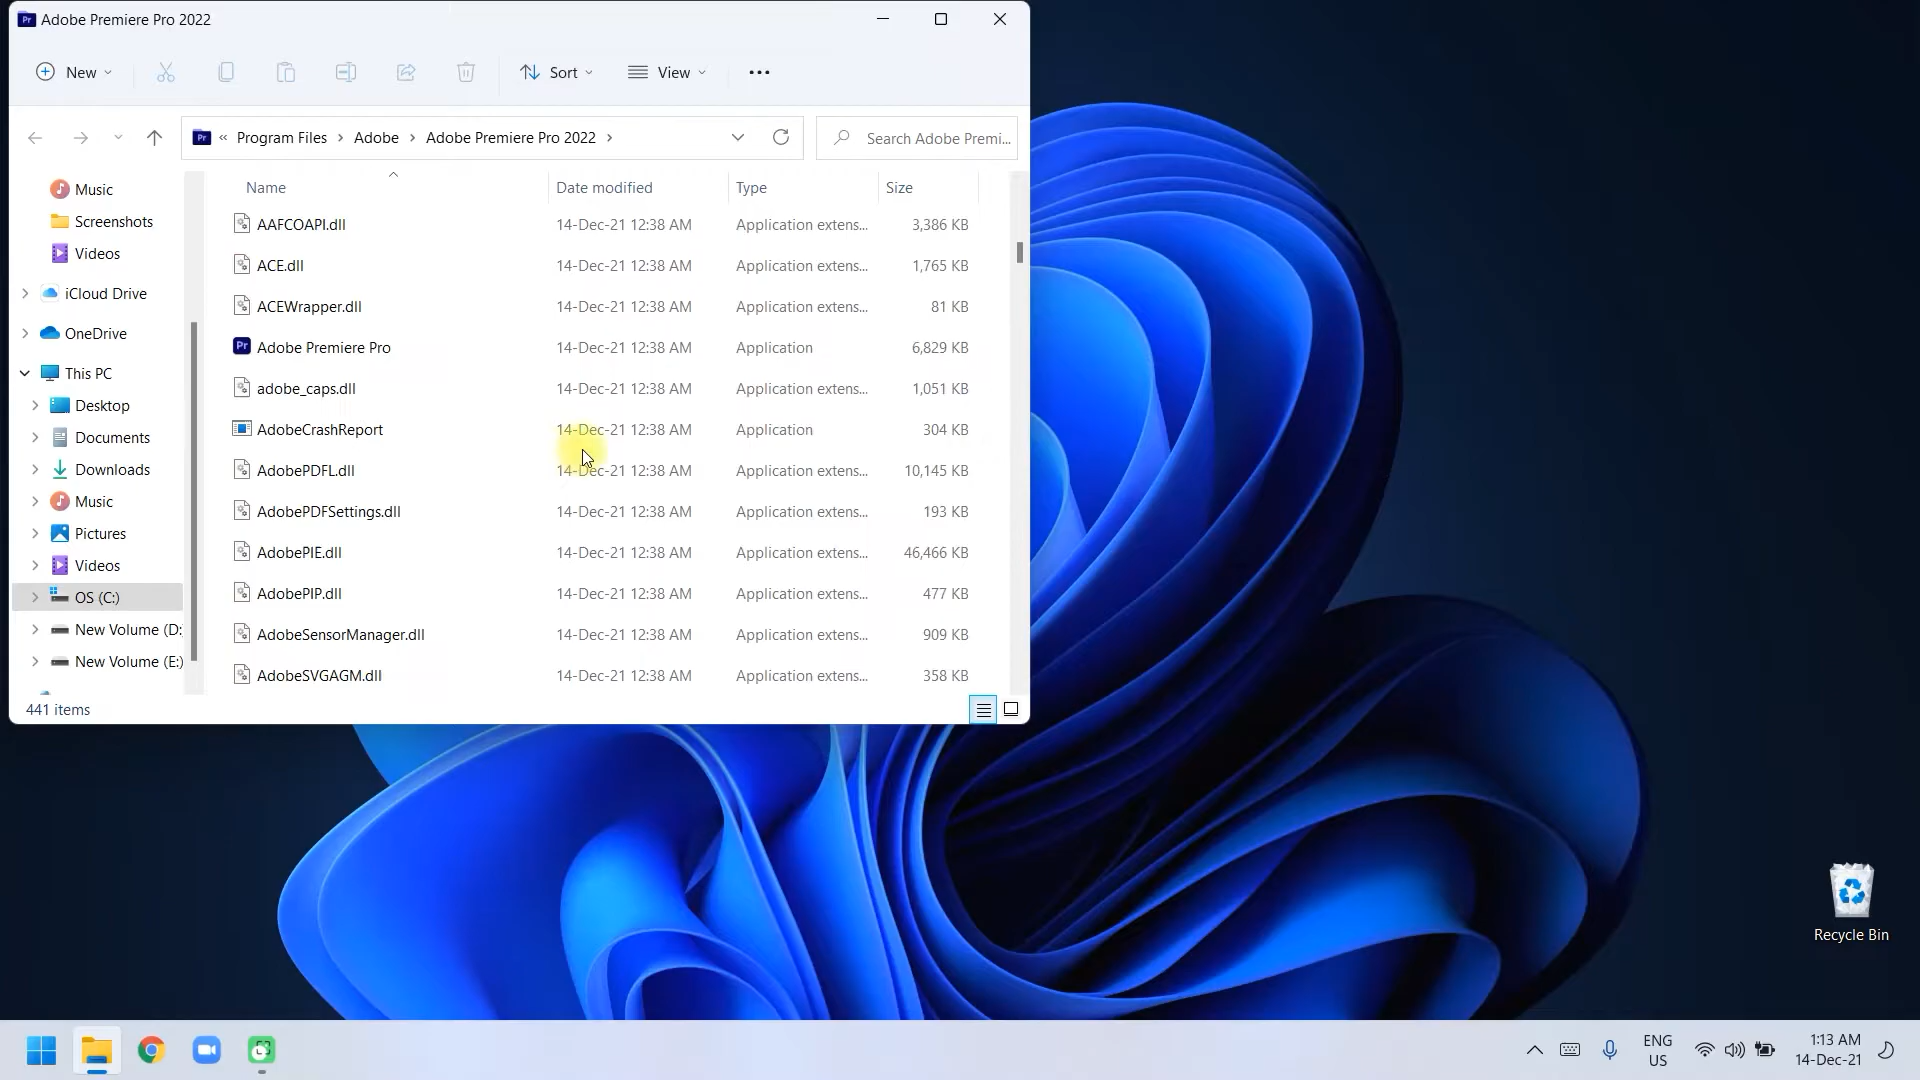 Adobe Premiere Pro 2022
New
Sort
View
« Program Files > Adobe > Adobe Premiere Pro 2022 >
Search Adobe Premi...
Music
Screenshots
Videos
iCloud Drive
OneDrive
This PC
Desktop
Documents
Downloads
Music
Pictures
Videos
OS (C:)
New Volume (D:
New Volume (E:)
Name Date modified Type Size
AAFCOAPI.dll 14-Dec-21 12:38 AM Application extens... 3,386 KB
ACE.dll 14-Dec-21 12:38 AM Application extens... 1,765 KB
ACEWrapper.dll 14-Dec-21 12:38 AM Application extens... 81 KB
Pr Adobe Premiere Pro 14-Dec-21 12:38 AM Application 6,829 KB
adobe_caps.dll 14-Dec-21 12:38 AM Application extens... 1,051 KB
AdobeCrashReport 14-Dec-21 12:38 AM Application 304 KB
AdobePDFL.dll 14-Dec-21 12:38 AM Application extens... 10,145 KB
AdobePDFSettings.dll 14-Dec-21 12:38 AM Application extens... 193 KB
AdobePIE.dll 14-Dec-21 12:38 AM Application extens... 46,466 KB
AdobePIP.dll 14-Dec-21 12:38 AM Application extens... 477 KB
AdobeSensorManager.dll 14-Dec-21 12:38 AM Application extens... 909 KB
AdobeSVGAGM.dll 14-Dec-21 12:38 AM Application extens... 358 KB
441 items
Recycle Bin
ENG
US
1:13 AM
14-Dec-21